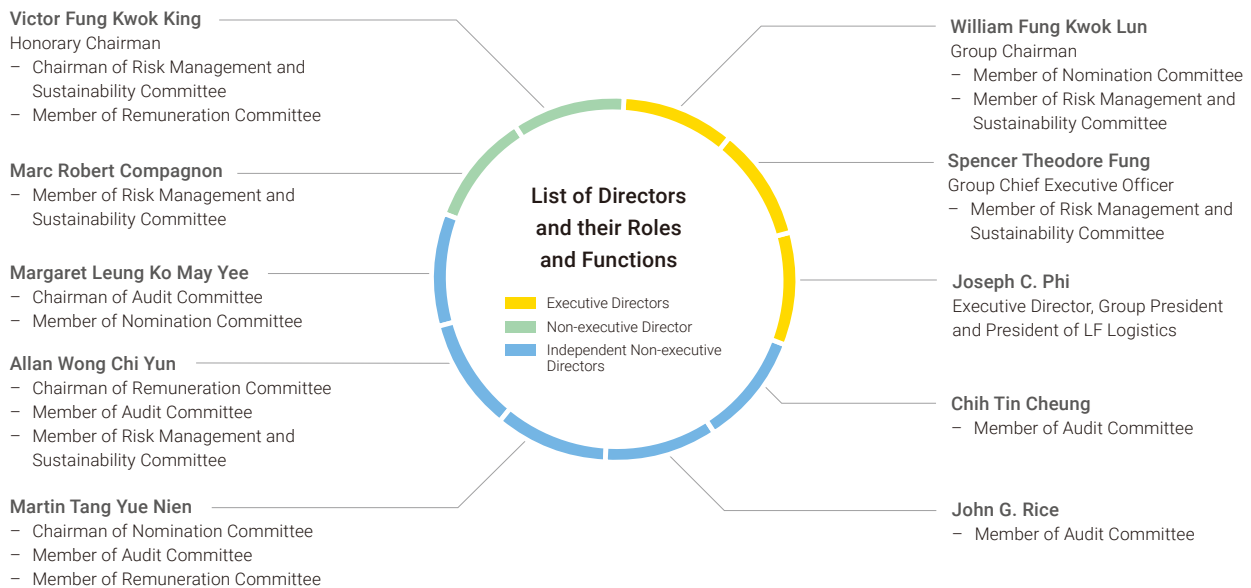 Victor Fung Kwok King
Honorary Chairman
– Chairman of Risk Management and
Sustainability Committee
– Member of Remuneration Committee
Marc Robert Compagnon
– Member of Risk Management and
Sustainability Committee
Margaret Leung Ko May Yee
– Chairman of Audit Committee
– Member of Nomination Committee
Allan Wong Chi Yun
– Chairman of Remuneration Committee
– Member of Audit Committee
– Member of Risk Management and
Sustainability Committee
Martin Tang Yue Nien
– Chairman of Nomination Committee
– Member of Audit Committee
– Member of Remuneration Committee
List of Directors
and their Roles
and Functions
Executive Directors
Non-executive Director
Independent Non-executive
Directors
William Fung Kwok Lun
Group Chairman
– Member of Nomination Committee
– Member of Risk Management and
Sustainability Committee
Spencer Theodore Fung
Group Chief Executive Officer
– Member of Risk Management and
Sustainability Committee
Joseph C. Phi
Executive Director, Group President
and President of LF Logistics
Chih Tin Cheung
– Member of Audit Committee
John G. Rice
– Member of Audit Committee